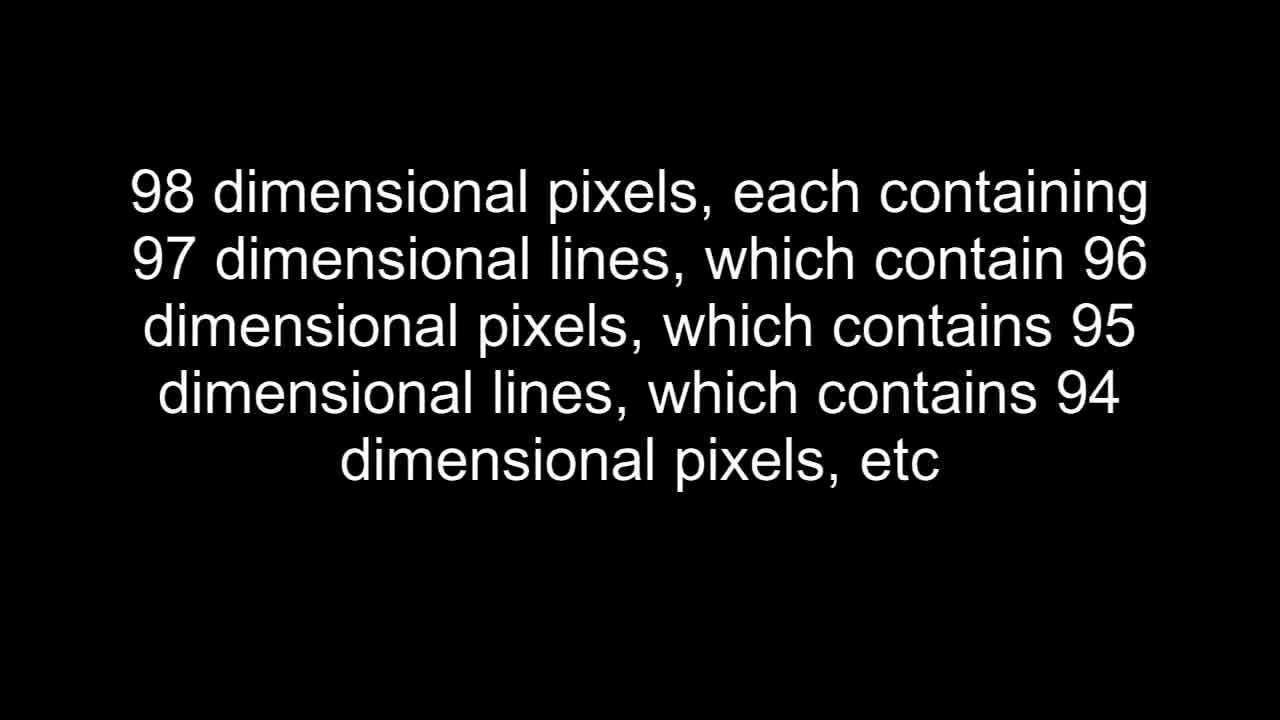 98 dimensional pixels, each containing
97 dimensional lines, which contain 96
dimensional pixels, which contains 95
dimensional lines, which contains 94
dimensional pixels, etc